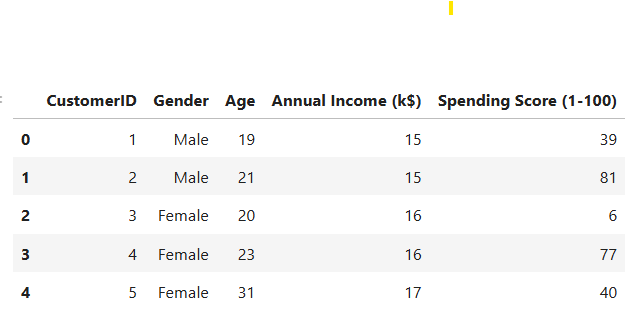 CustomerID Gender Age Annual Income (k$) Spending Score (1-100)
0 1 Male 19 15 39
1 2 Male 21 15 81
2 3 Female 20 16 6
3 4 Female 23 16 77
4 5 Female 31 17 40